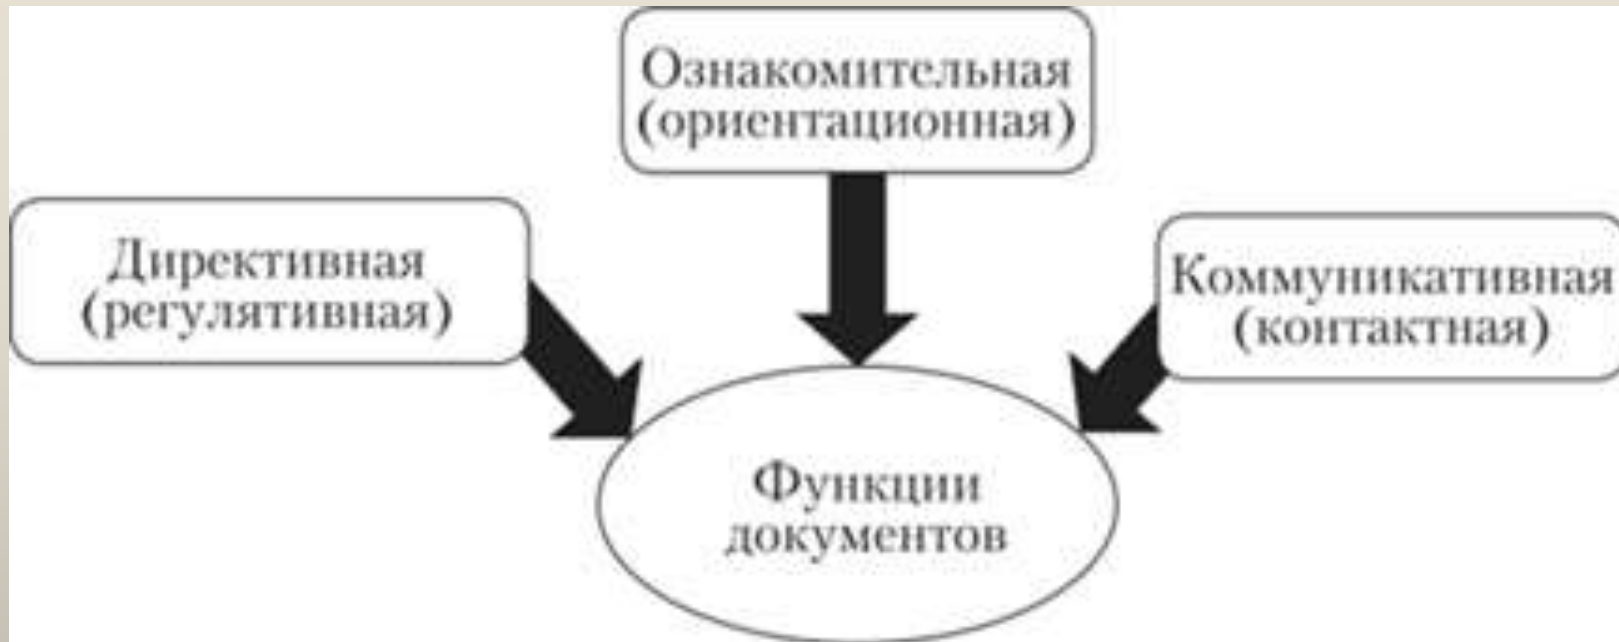 Ознакомительная
(ориентационная)
Директивная
(регулятивная)
Коммуникативная
(контактная)
Функции
документов